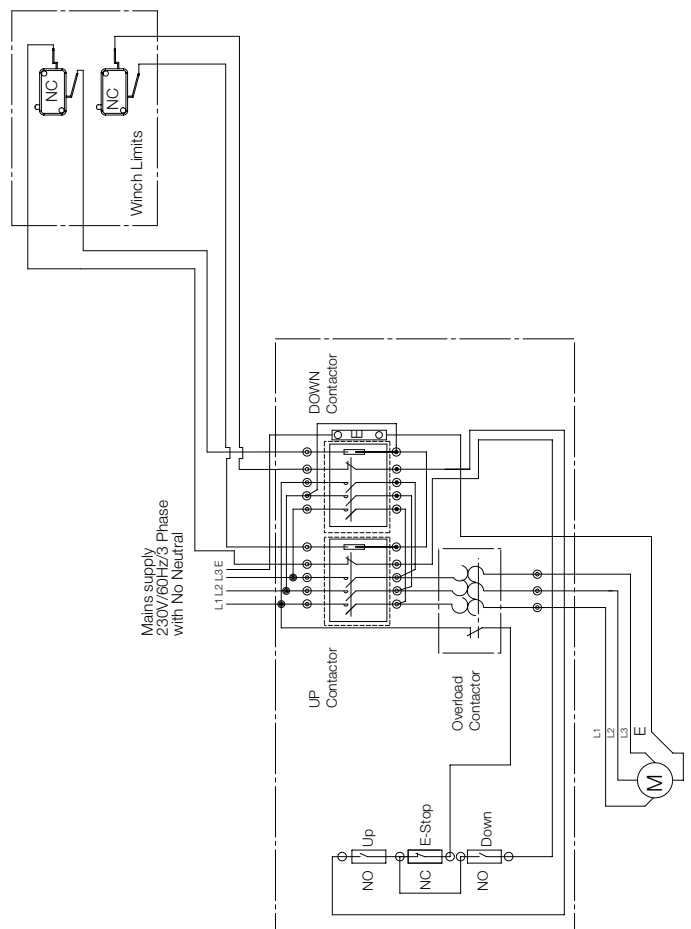 NC
NC
Winch Limits
DOWN
Contactor
E
Mains supply
230V/60Hz/3 Phase
with No Neutral
L1 L2 L3 E
UP
Contactor
Overload
Contactor
L1
L2
L3
E
M
Up
NO
E-Stop
NC
Down
NO